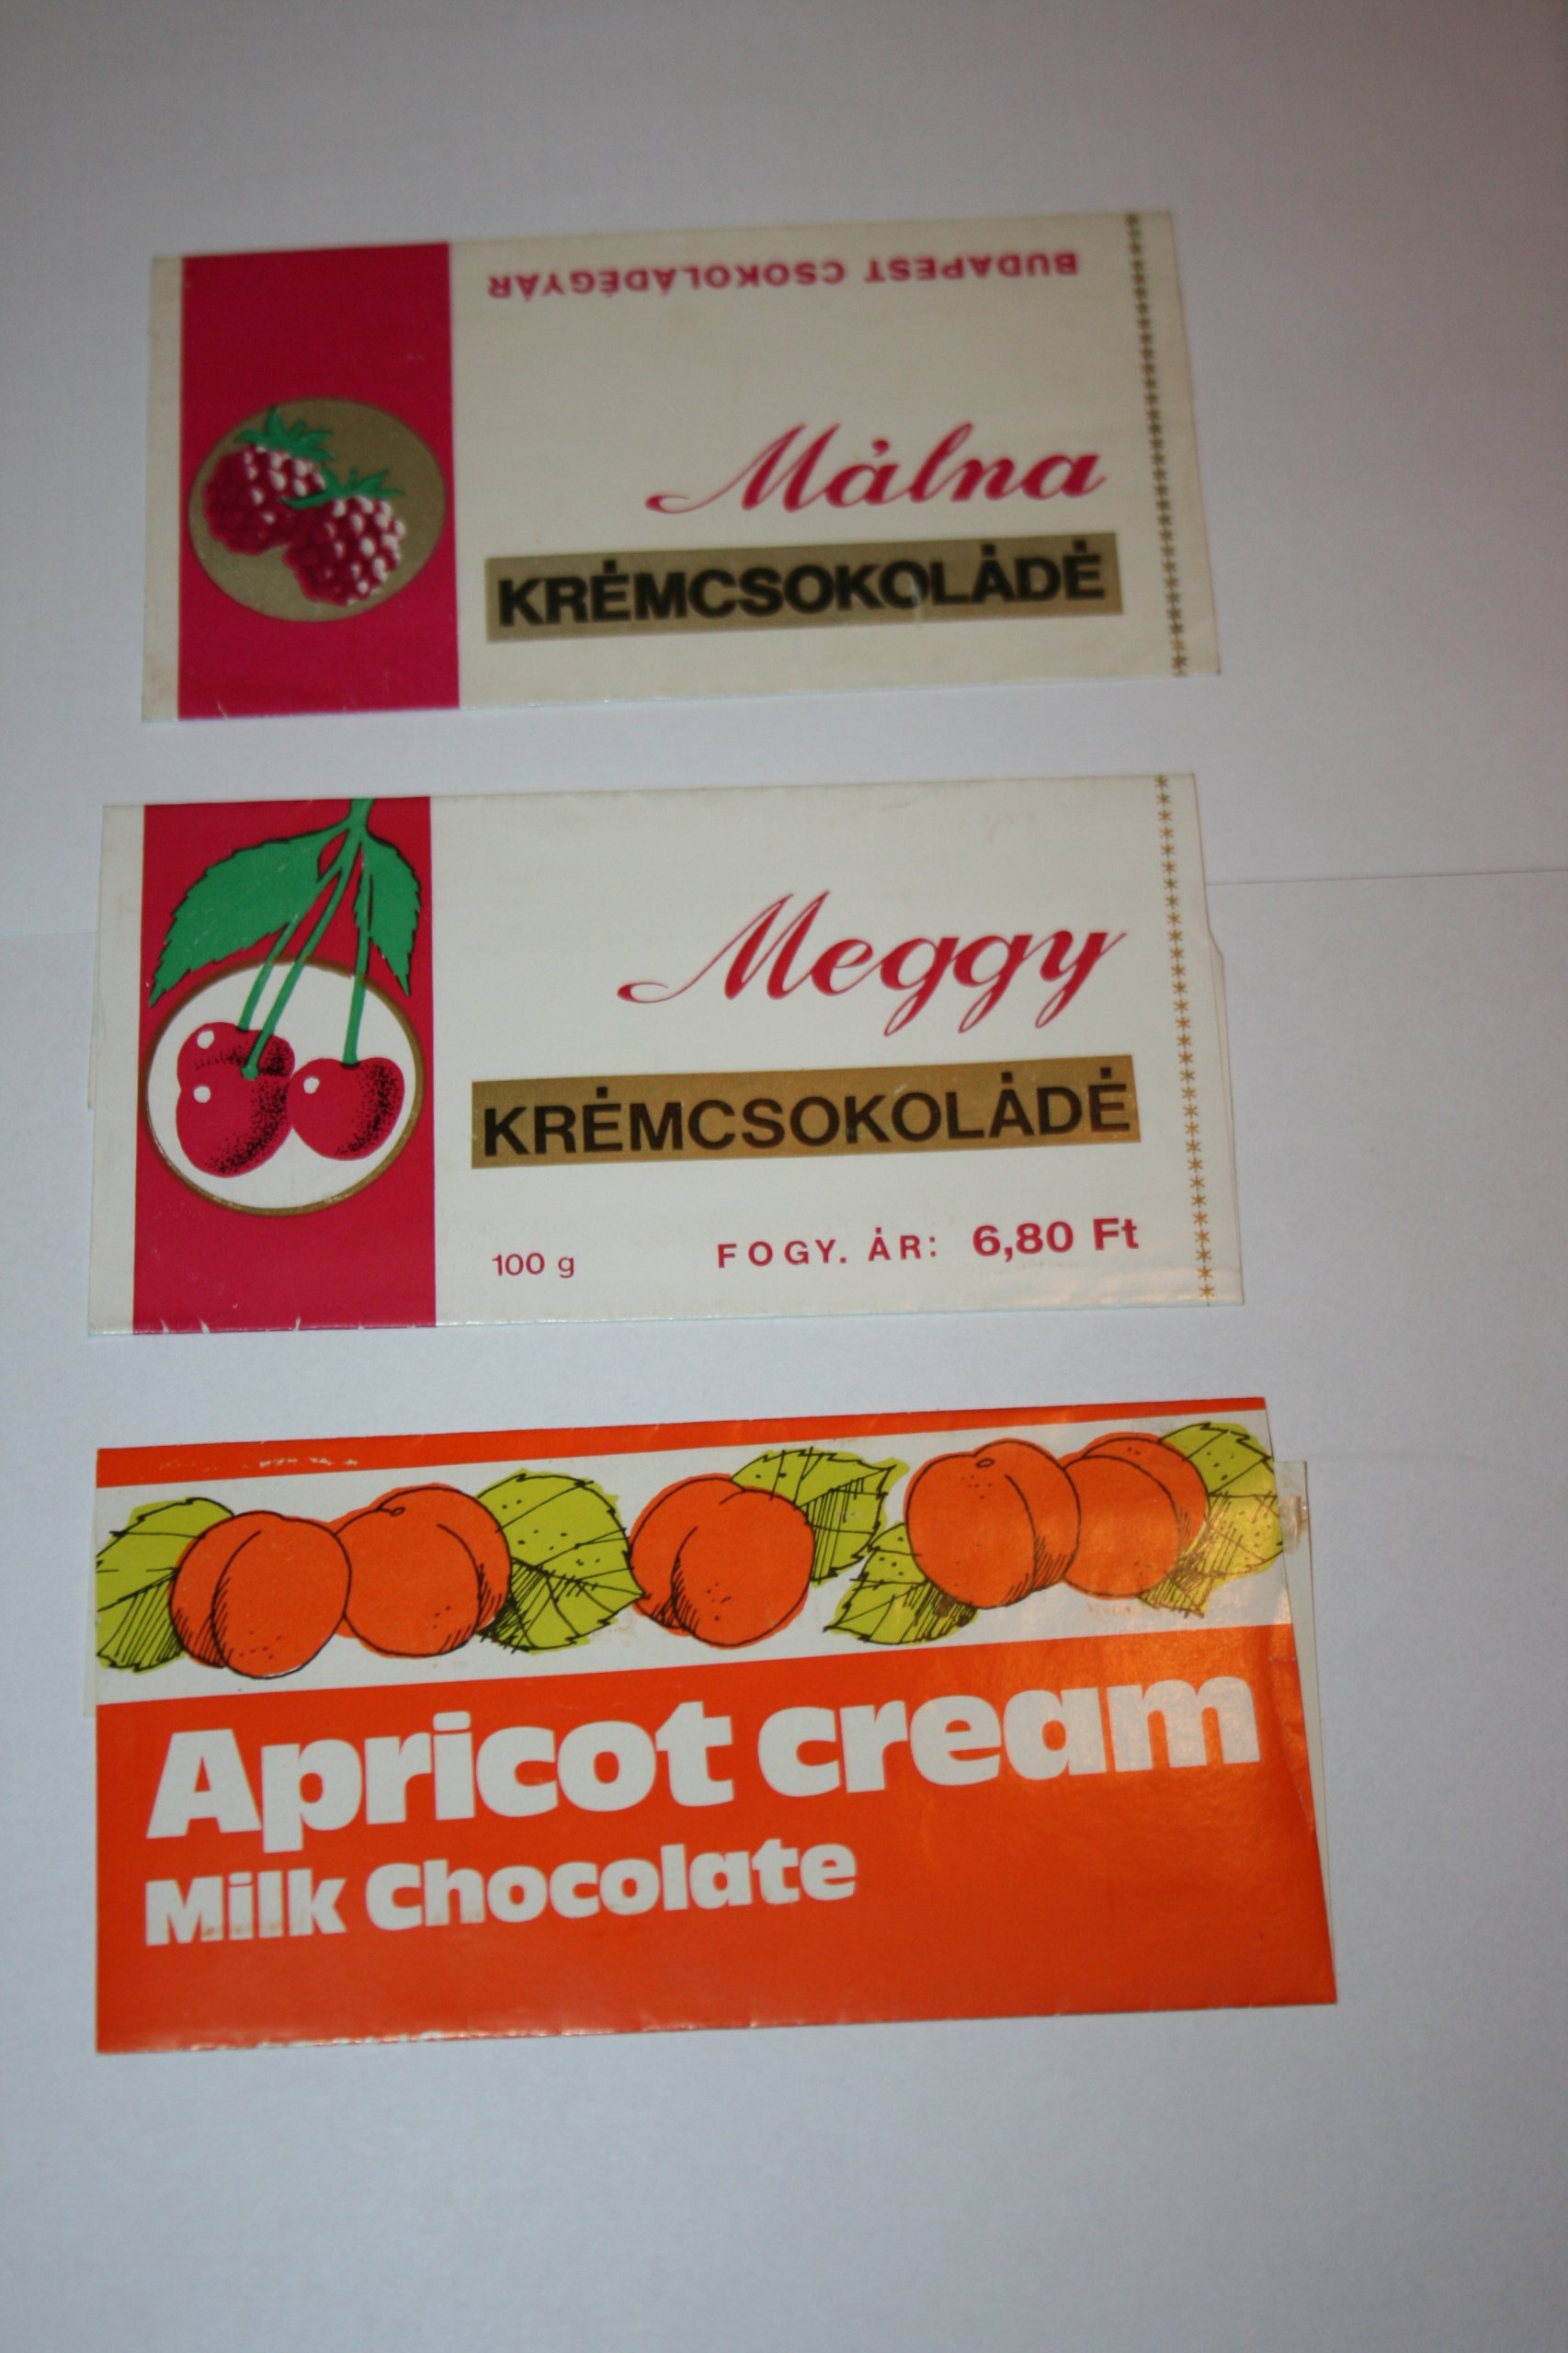 BUDAPEST CSOKOLÁDÉGYÁR
Málna
KRÉMCSOKOLÁDÉ
Meggy
KRÉMCSOKOLÁDÉ
100 g FOGY. ÁR: 6,80 Ft
Apricot cream
Milk Chocolate